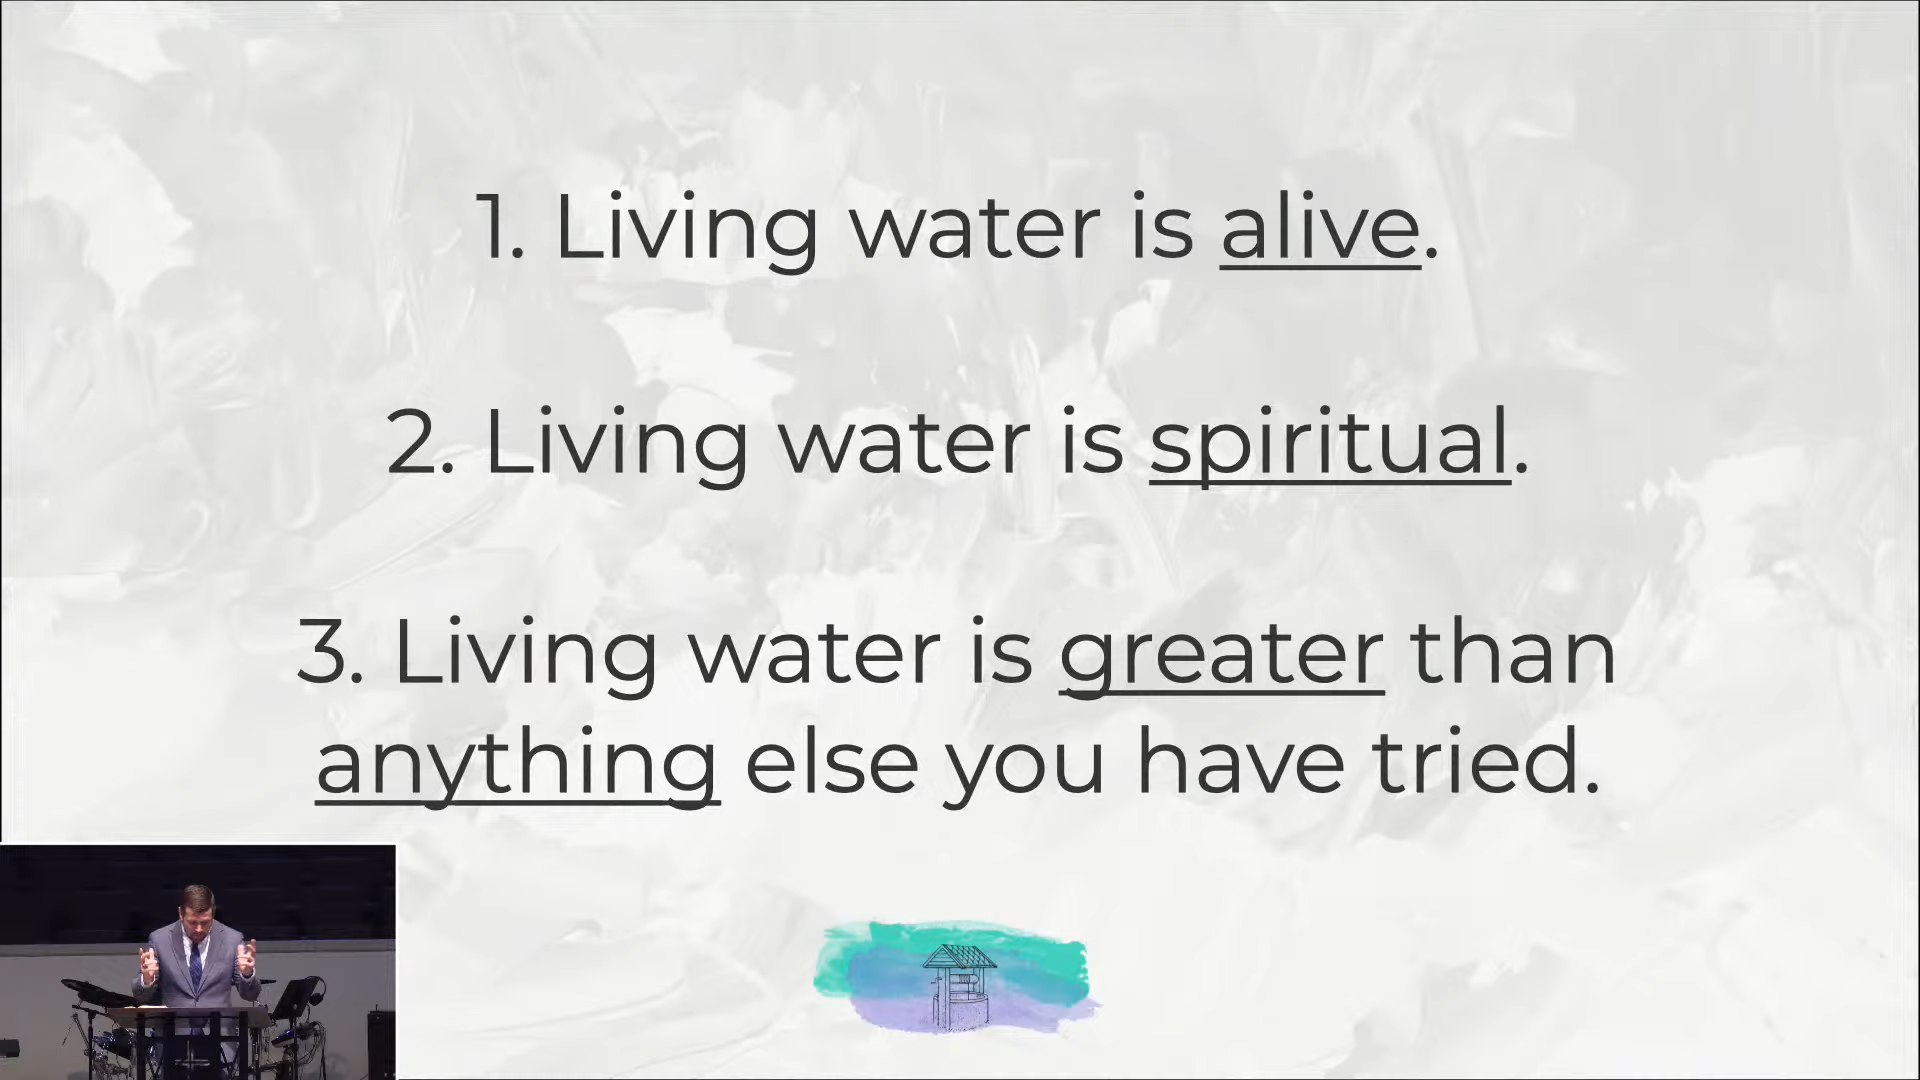 1. Living water is alive.
2. Living water is spiritual.
3. Living water is greater than
anything else you have tried.